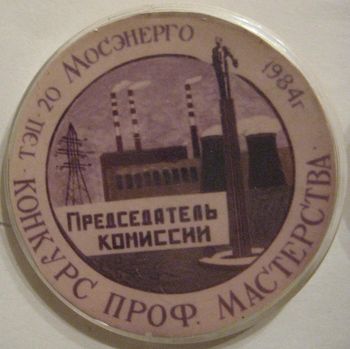 ТЭЦ-20 МОСЭНЕРГО 1984г
ПРЕДСЕДАТЕЛЬ
КОМИССИИ
· КОНКУРС ПРОФ. МАСТЕРСТВА ·